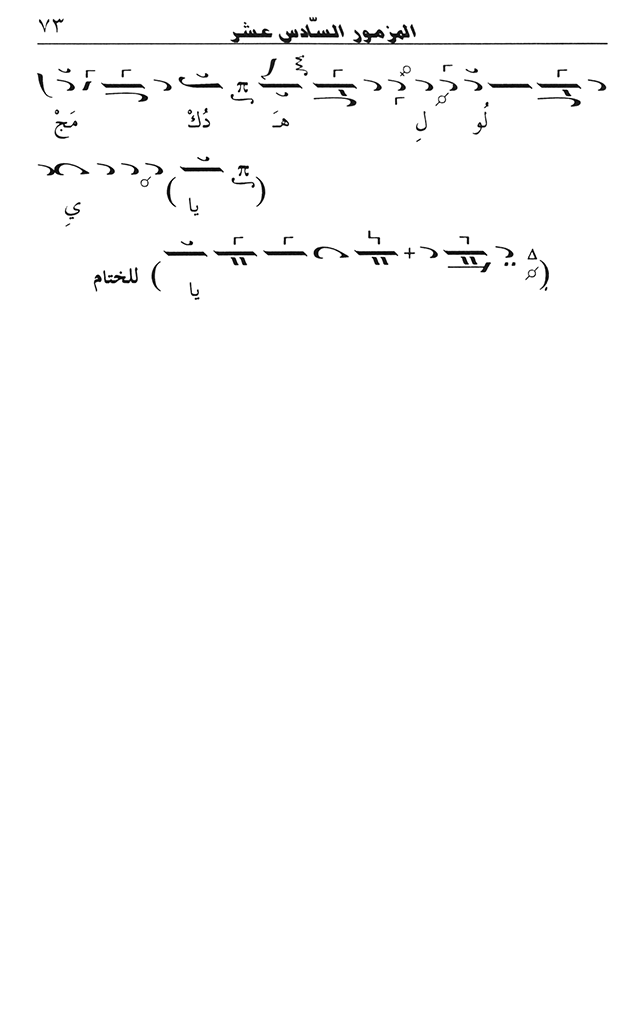 المزمور السّادس عشر ٧٣
لُو لِ هـَ دُكْ مَجْ
π
( يا ) يِ
π
Δ
( يا ) للختام